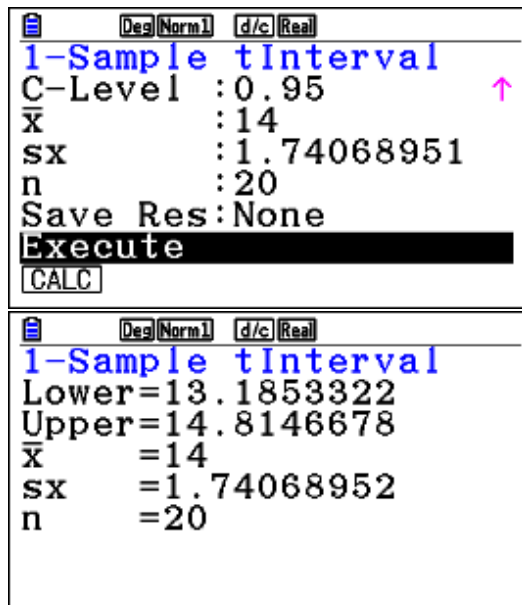 Deg Norm1 d/c Real
1-Sample tInterval
C-Level :0.95 ↑
x̄ :14
sx :1.74068951
n :20
Save Res:None
Execute
CALC
Deg Norm1 d/c Real
1-Sample tInterval
Lower=13.1853322
Upper=14.8146678
x̄ =14
sx =1.74068952
n =20